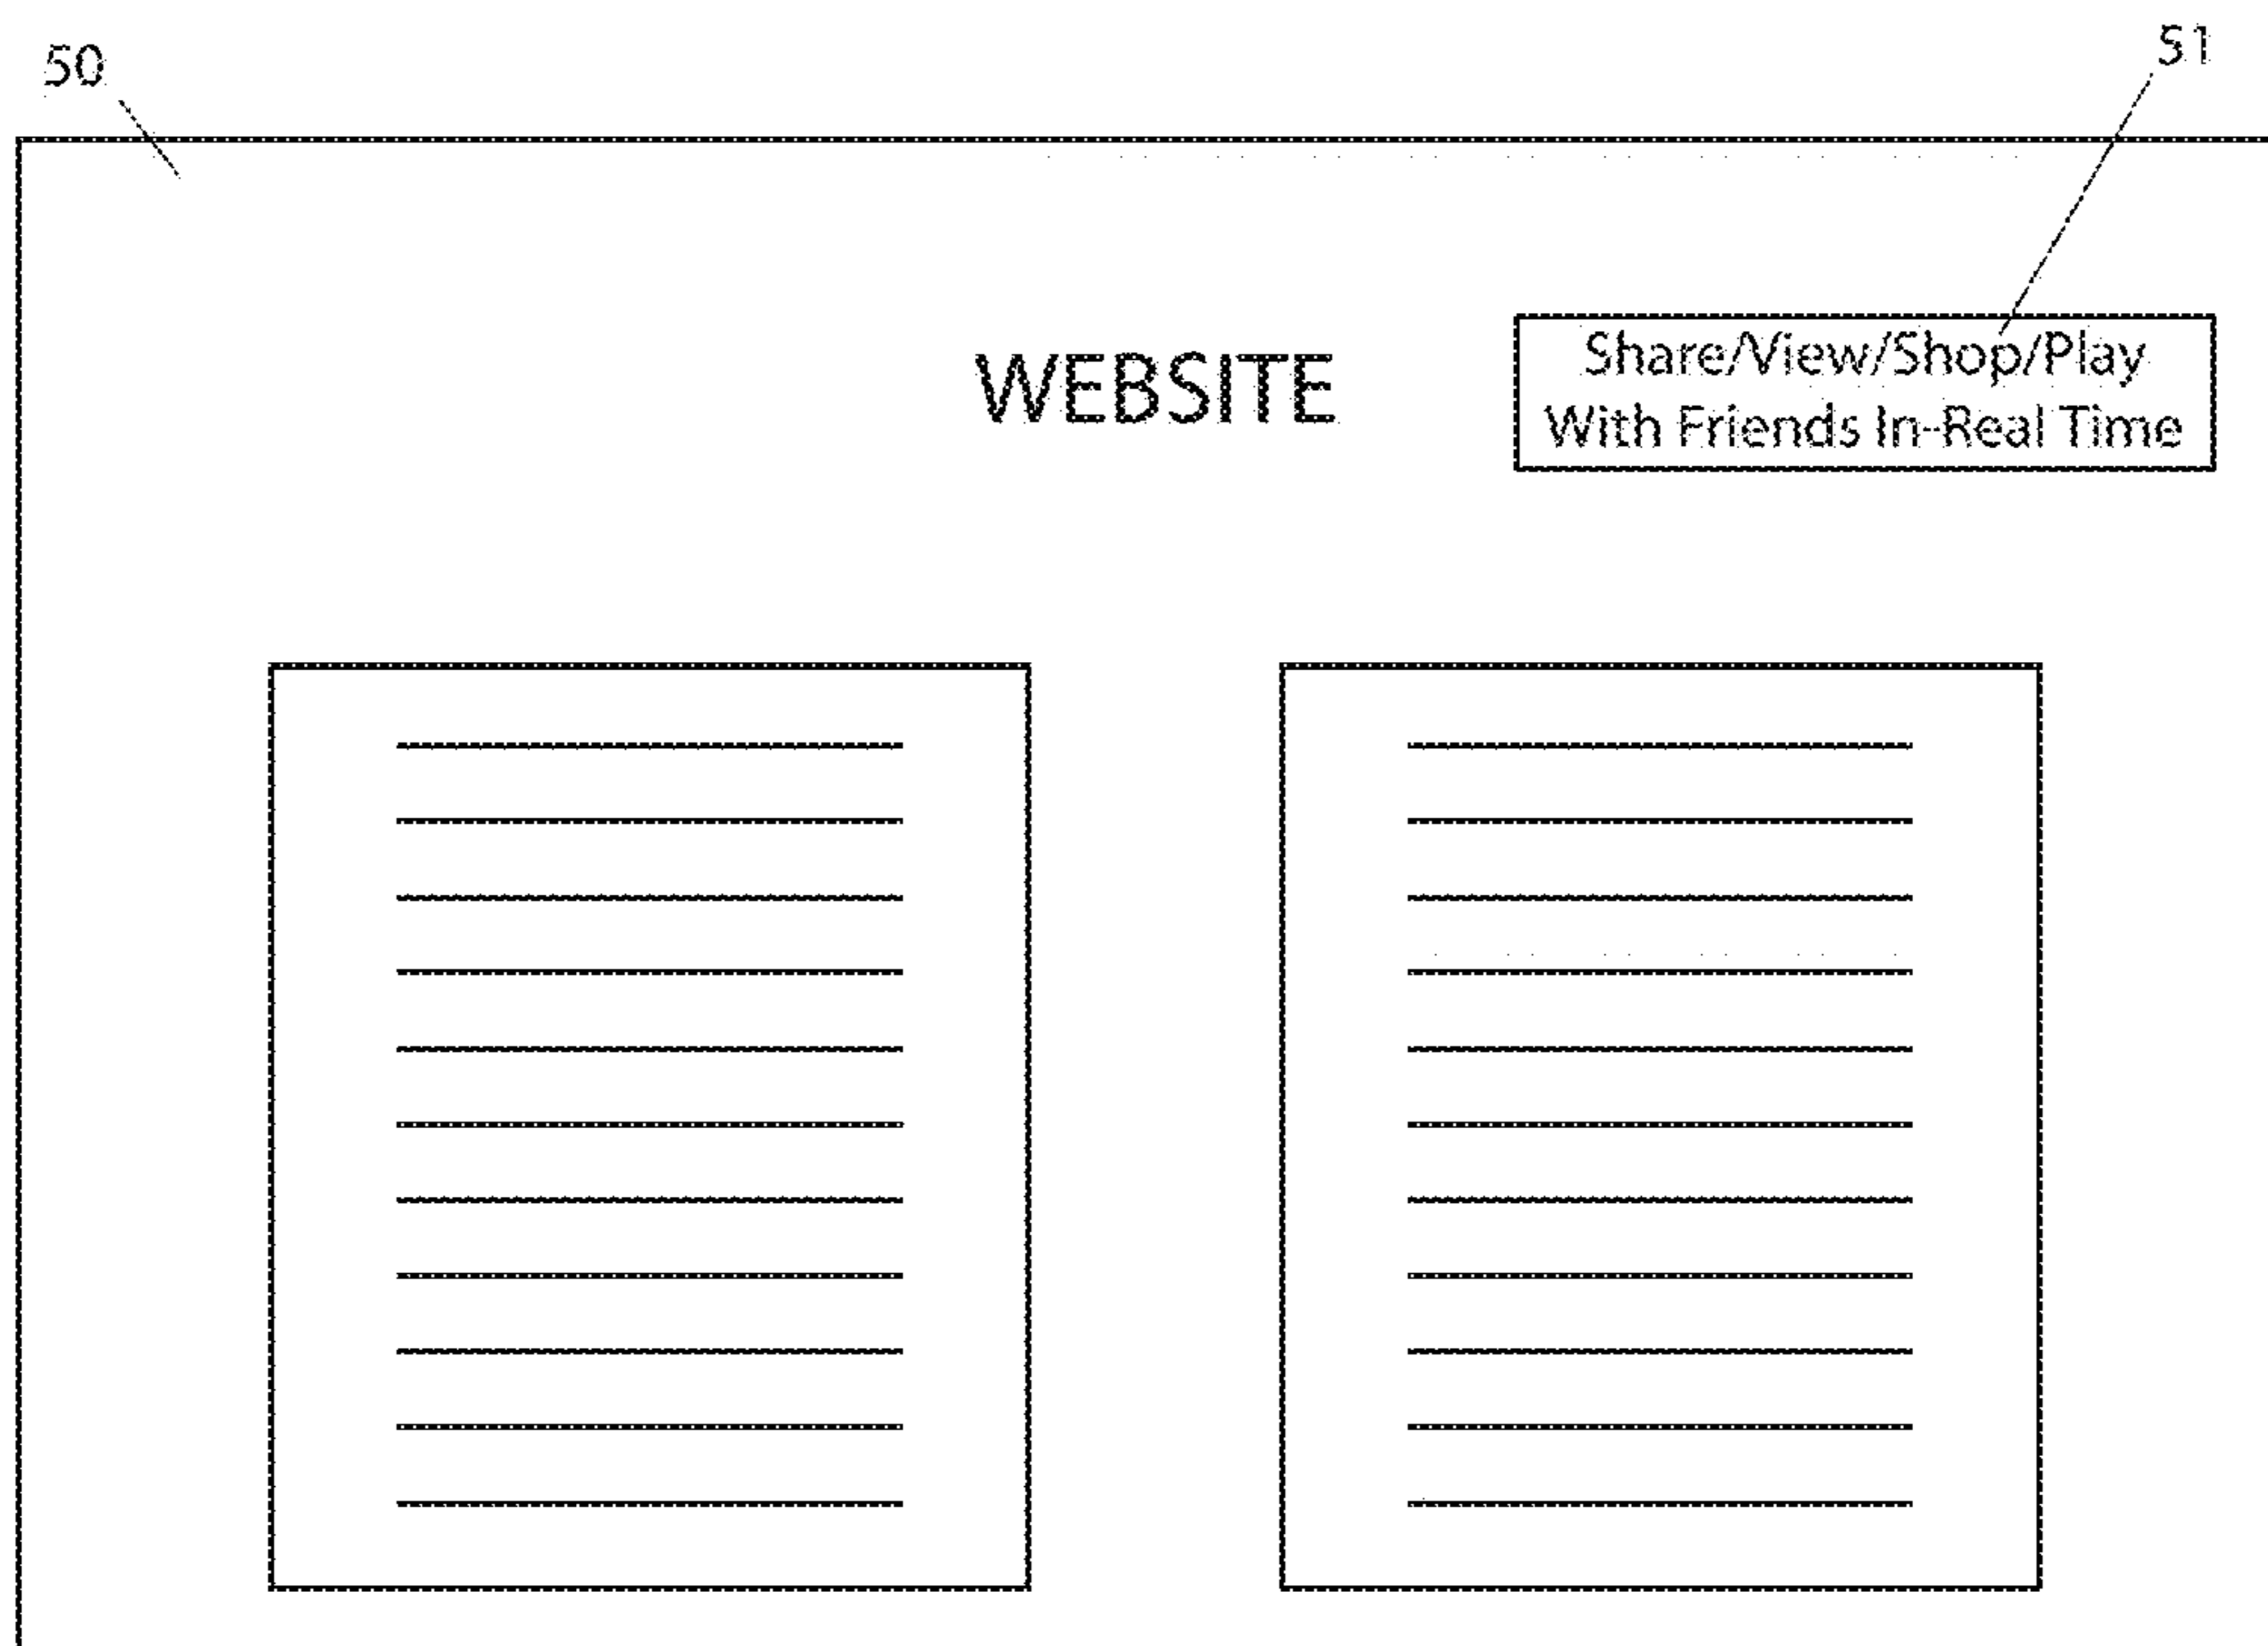 50
51
WEBSITE
Share/View/Shop/Play
With Friends In-Real Time